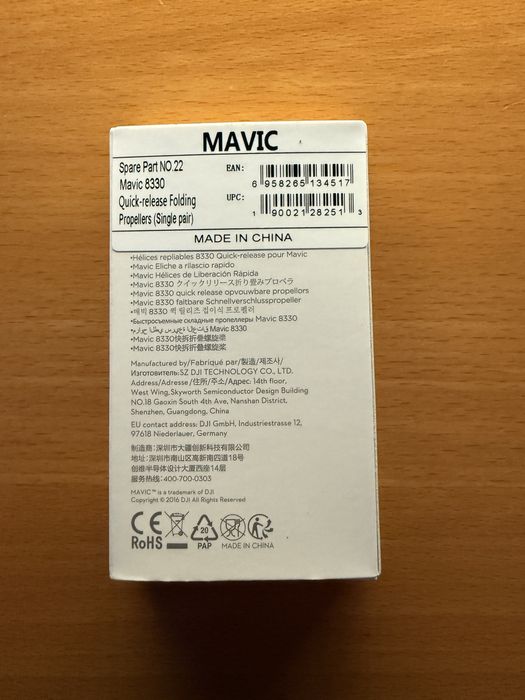 MAVIC
Spare Part NO.22
Mavic 8330
Quick-release Folding
Propellers (Single pair)
EAN:
6 958265 134517
UPC:
1 90021 28251 3
MADE IN CHINA
•Hélices repliables 8330 Quick-release pour Mavic
•Mavic Eliche a rilascio rapido
•Mavic Hélices de Liberación Rápida
•Mavic 8330 クイックリリース折り畳みプロペラ
•Mavic 8330 quick release opvouwbare propellors
•Mavic 8330 faltbare Schnellverschlusspropeller
•매빅 8330 퀵 릴리즈 접이식 프로펠러
•Быстросъемные складные пропеллеры Mavic 8330
Mavic 8330
•Mavic 8330快拆折疊螺旋槳
•Mavic 8330快拆折叠螺旋桨
Manufactured by/Fabriqué par/製造/제조사/
Изготовитель:SZ DJI TECHNOLOGY CO., LTD.
Address/Adresse/住所/주소/Адрес: 14th floor,
West Wing, Skyworth Semiconductor Design Building
NO.18 Gaoxin South 4th Ave, Nanshan District,
Shenzhen, Guangdong, China
EU contact address: DJI GmbH, Industriestrasse 12,
97618 Niederlauer, Germany
制造商: 深圳市大疆创新科技有限公司
地址: 深圳市南山区高新南四道18号
创维半导体设计大厦西座14层
服务热线: 400-700-0303
MAVIC™ is a trademark of DJI
Copyright © 2016 DJI All Rights Reserved
CE
RoHS
20
PAP
MADE IN CHINA